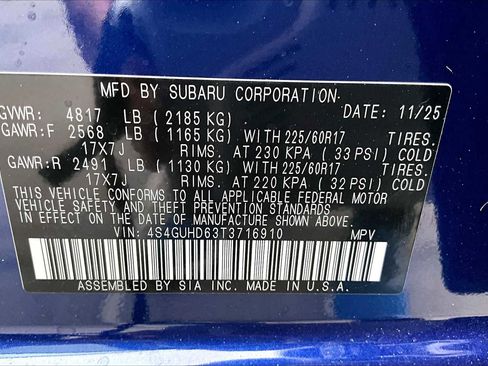 MFD BY SUBARU CORPORATION
GVWR: 4817 LB (2185 KG) DATE: 11/25
GAWR:F 2568 LB (1165 KG) WITH 225/60R17 TIRES.
17X7J RIMS. AT 230 KPA (33 PSI) COLD.
GAWR:R 2491 LB (1130 KG) WITH 225/60R17 TIRES.
17X7J RIMS. AT 220 KPA (32 PSI) COLD.
THIS VEHICLE CONFORMS TO ALL APPLICABLE FEDERAL MOTOR
VEHICLE SAFETY AND THEFT PREVENTION STANDARDS
IN EFFECT ON THE DATE OF MANUFACTURE SHOWN ABOVE.
VIN: 4S4GUHD63T3716910 MPV
ASSEMBLED BY SIA INC. MADE IN U.S.A.